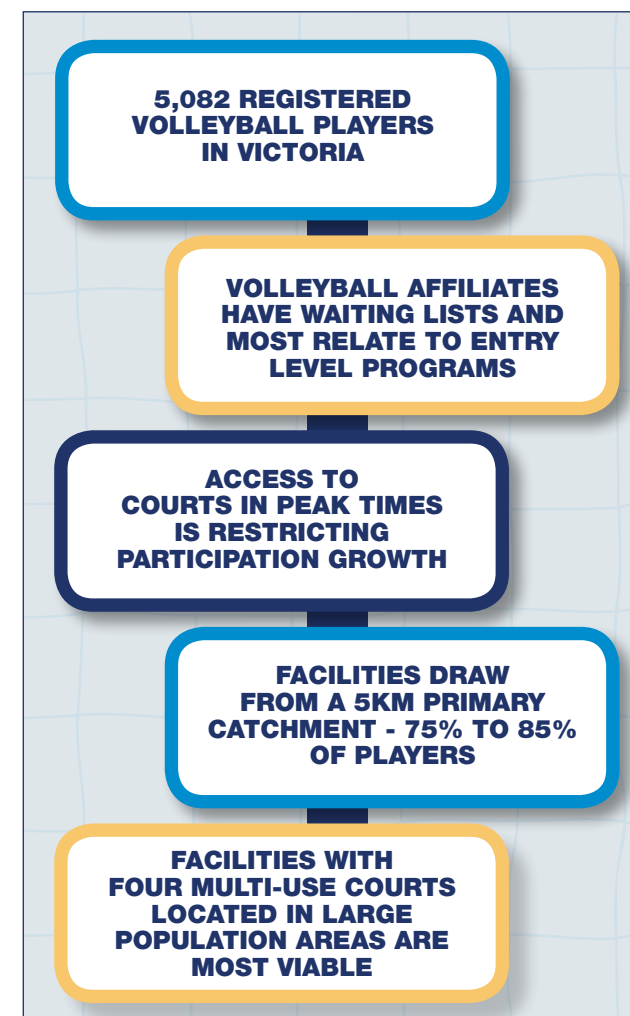 5,082 REGISTERED
VOLLEYBALL PLAYERS
IN VICTORIA
VOLLEYBALL AFFILIATES
HAVE WAITING LISTS AND
MOST RELATE TO ENTRY
LEVEL PROGRAMS
ACCESS TO
COURTS IN PEAK TIMES
IS RESTRICTING
PARTICIPATION GROWTH
FACILITIES DRAW
FROM A 5KM PRIMARY
CATCHMENT - 75% TO 85%
OF PLAYERS
FACILITIES WITH
FOUR MULTI-USE COURTS
LOCATED IN LARGE
POPULATION AREAS ARE
MOST VIABLE